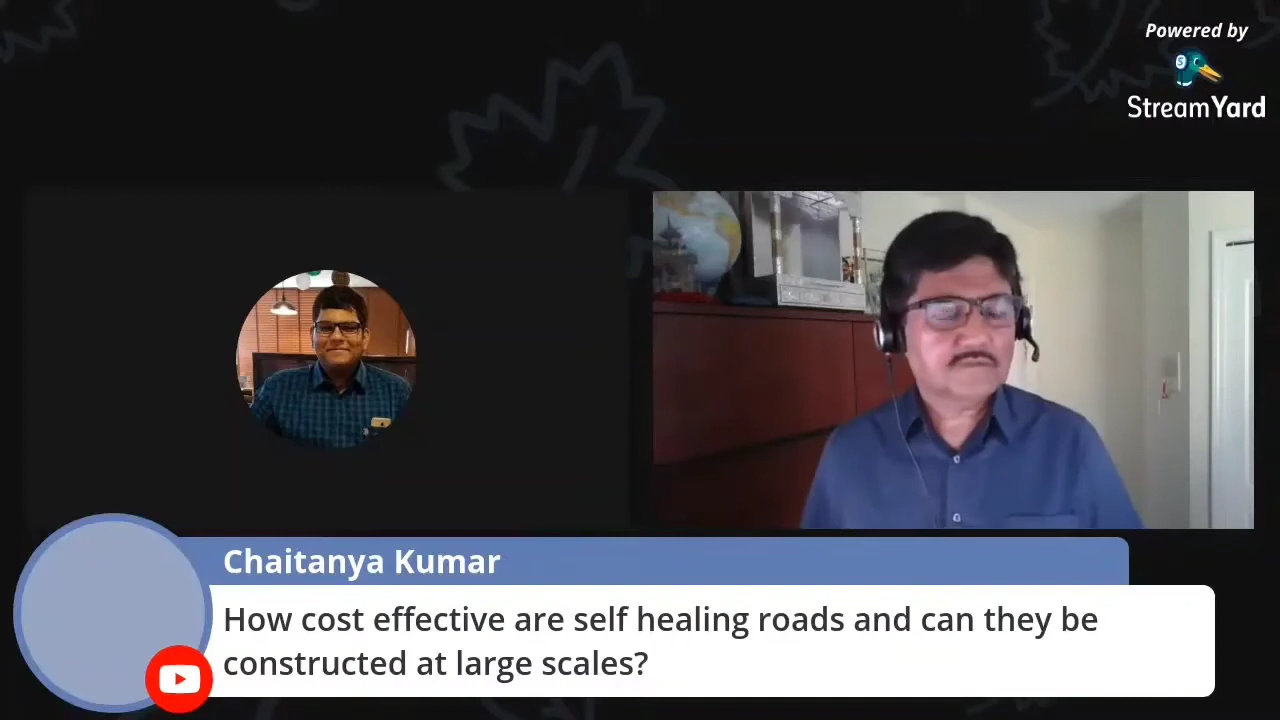 Powered by
StreamYard
Chaitanya Kumar
How cost effective are self healing roads and can they be
constructed at large scales?